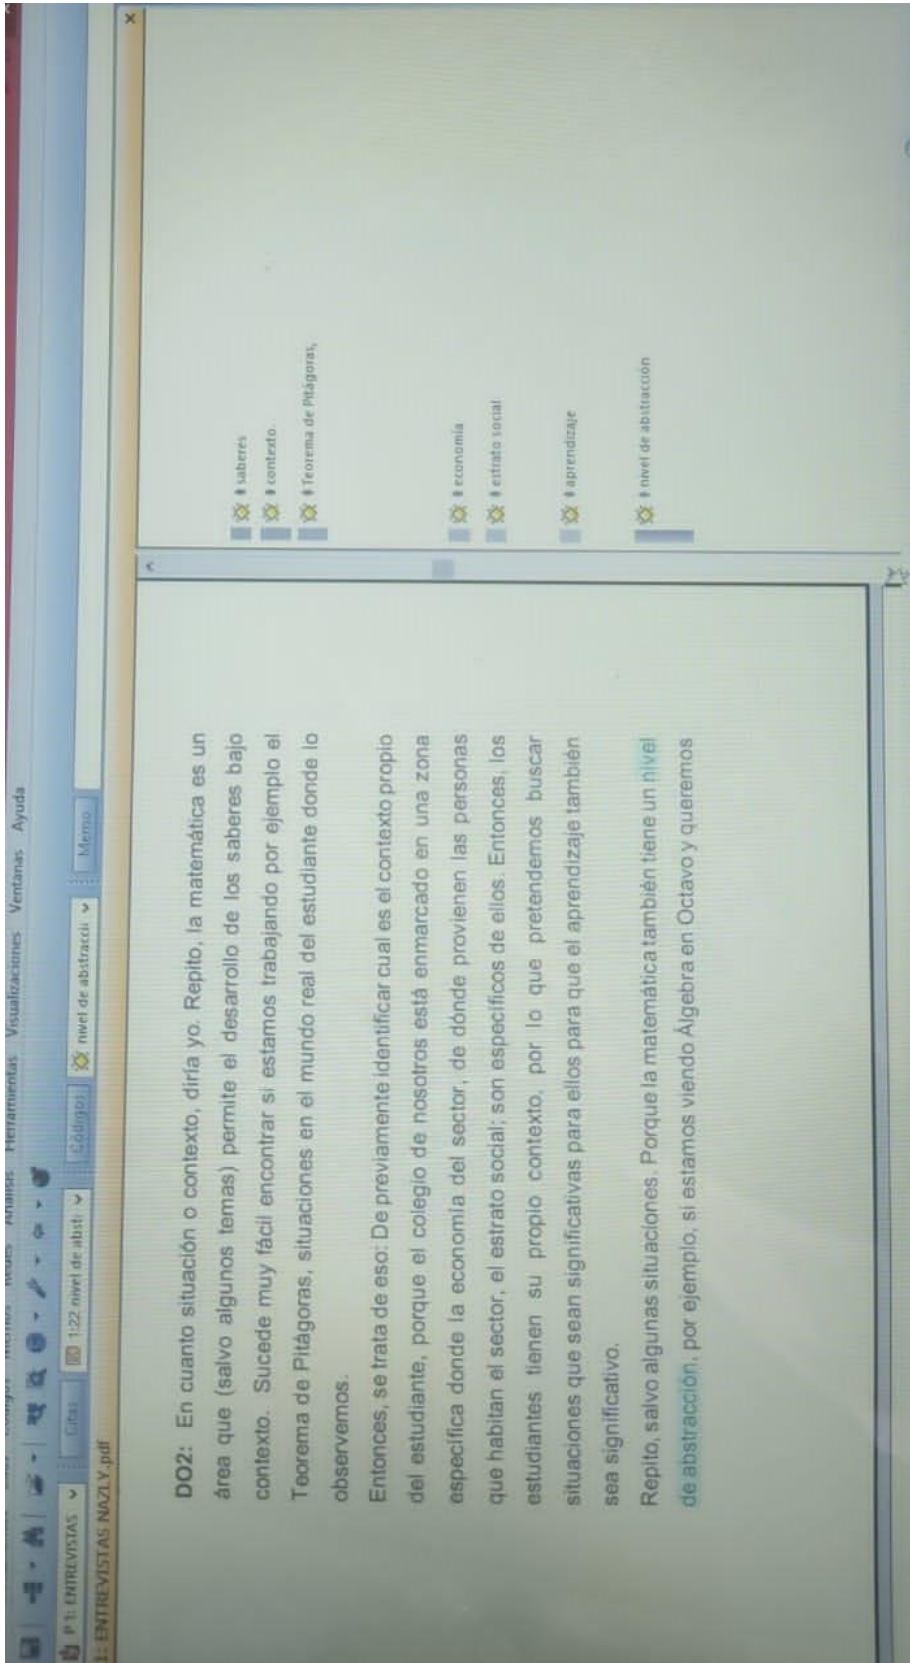 Análisis Herramientas Visualizaciones Ventanas Ayuda
P 1: ENTREVISTAS Citas 1:22 nivel de abst Códigos nivel de abstracci Memo
1: ENTREVISTAS NAZLY.pdf
DO2: En cuanto situación o contexto, diría yo. Repito, la matemática es un
área que (salvo algunos temas) permite el desarrollo de los saberes bajo
contexto. Sucede muy fácil encontrar si estamos trabajando por ejemplo el
Teorema de Pitágoras, situaciones en el mundo real del estudiante donde lo
observemos.
Entonces, se trata de eso: De previamente identificar cual es el contexto propio
del estudiante, porque el colegio de nosotros está enmarcado en una zona
específica donde la economía del sector, de dónde provienen las personas
que habitan el sector, el estrato social; son específicos de ellos. Entonces, los
estudiantes tienen su propio contexto, por lo que pretendemos buscar
situaciones que sean significativas para ellos para que el aprendizaje también
sea significativo.
Repito, salvo algunas situaciones. Porque la matemática también tiene un nivel
de abstracción, por ejemplo, si estamos viendo Álgebra en Octavo y queremos
saberes
contexto.
Teorema de Pitágoras,
economía
estrato social
aprendizaje
nivel de abstracción